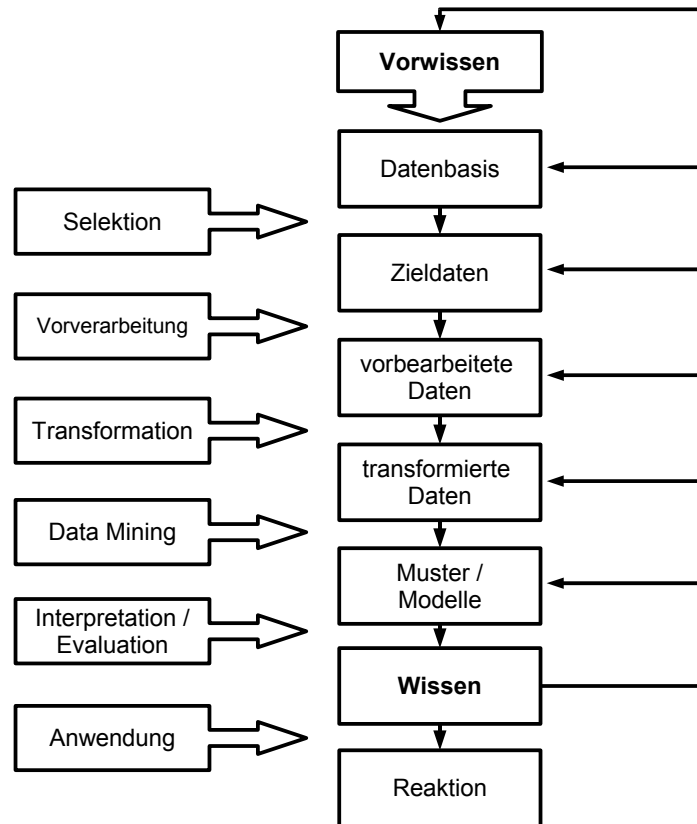 Vorwissen
Datenbasis
Selektion
Zieldaten
Vorverarbeitung
vorbearbeitete
Daten
Transformation
transformierte
Daten
Data Mining
Muster /
Modelle
Interpretation /
Evaluation
Wissen
Anwendung
Reaktion